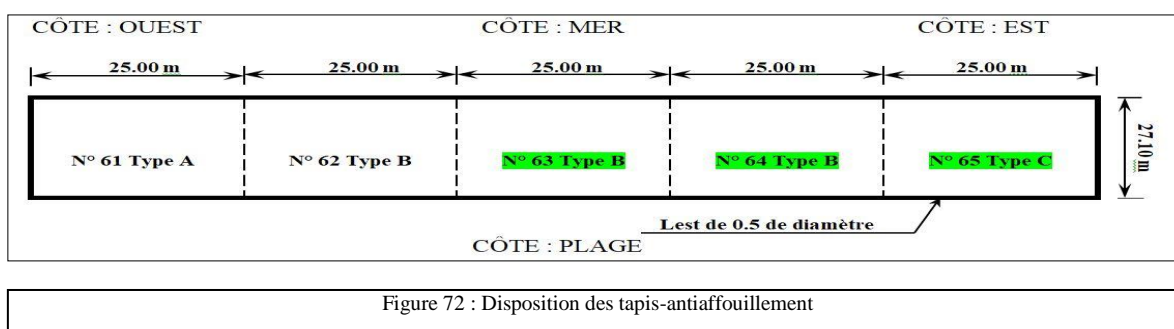 CÔTE : OUEST CÔTE : MER CÔTE : EST
25.00 m 25.00 m 25.00 m 25.00 m 25.00 m
N° 61 Type A N° 62 Type B N° 63 Type B N° 64 Type B N° 65 Type C
27.10 m
Lest de 0.5 de diamètre
CÔTE : PLAGE
Figure 72 : Disposition des tapis-antiaffouillement